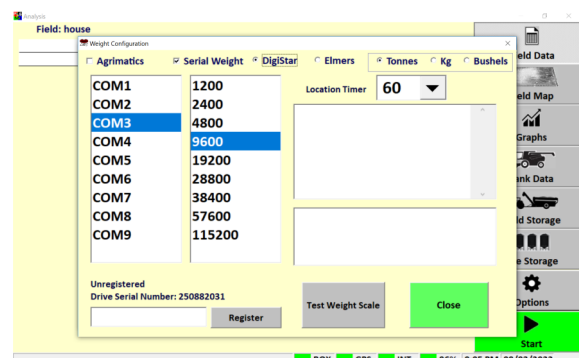 Analysis
Field: house
Weight Configuration
Agrimatics
Serial Weight
DigiStar
Elmers
Tonnes
Kg
Bushels
COM1
COM2
COM3
COM4
COM5
COM6
COM7
COM8
COM9
1200
2400
4800
9600
19200
28800
38400
57600
115200
Location Timer
60
Unregistered
Drive Serial Number: 250882031
Register
Test Weight Scale
Close
eld Data
eld Map
Graphs
ank Data
d Storage
e Storage
Options
Start